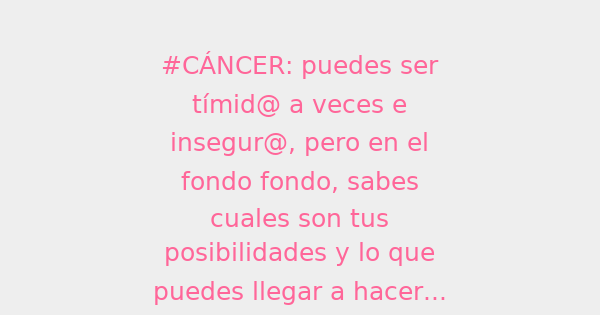 #CÁNCER: puedes ser
tímid@ a veces e
insegur@, pero en el
fondo fondo, sabes
cuales son tus
posibilidades y lo que
puedes llegar a hacer...